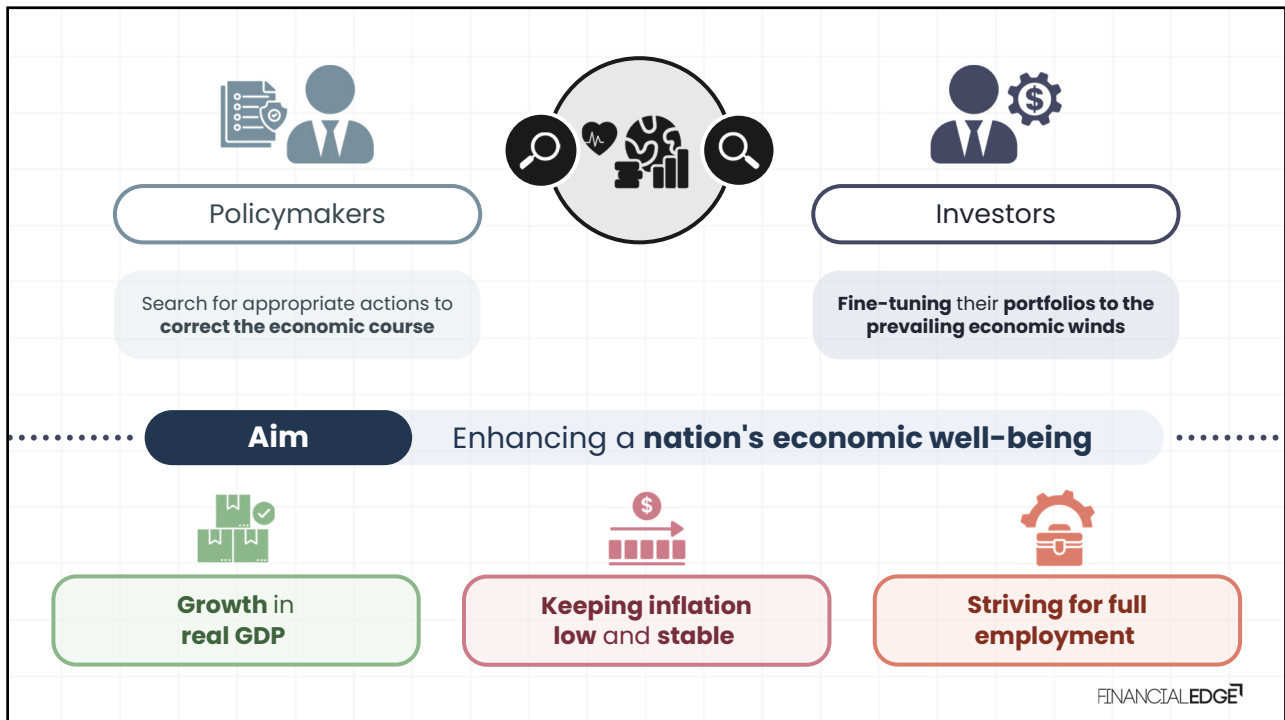 Policymakers
Investors
Search for appropriate actions to
correct the economic course
Fine-tuning their portfolios to the
prevailing economic winds
Aim
Enhancing a nation's economic well-being
$
$
Growth in
real GDP
Keeping inflation
low and stable
Striving for full
employment
FINANCIALEDGE